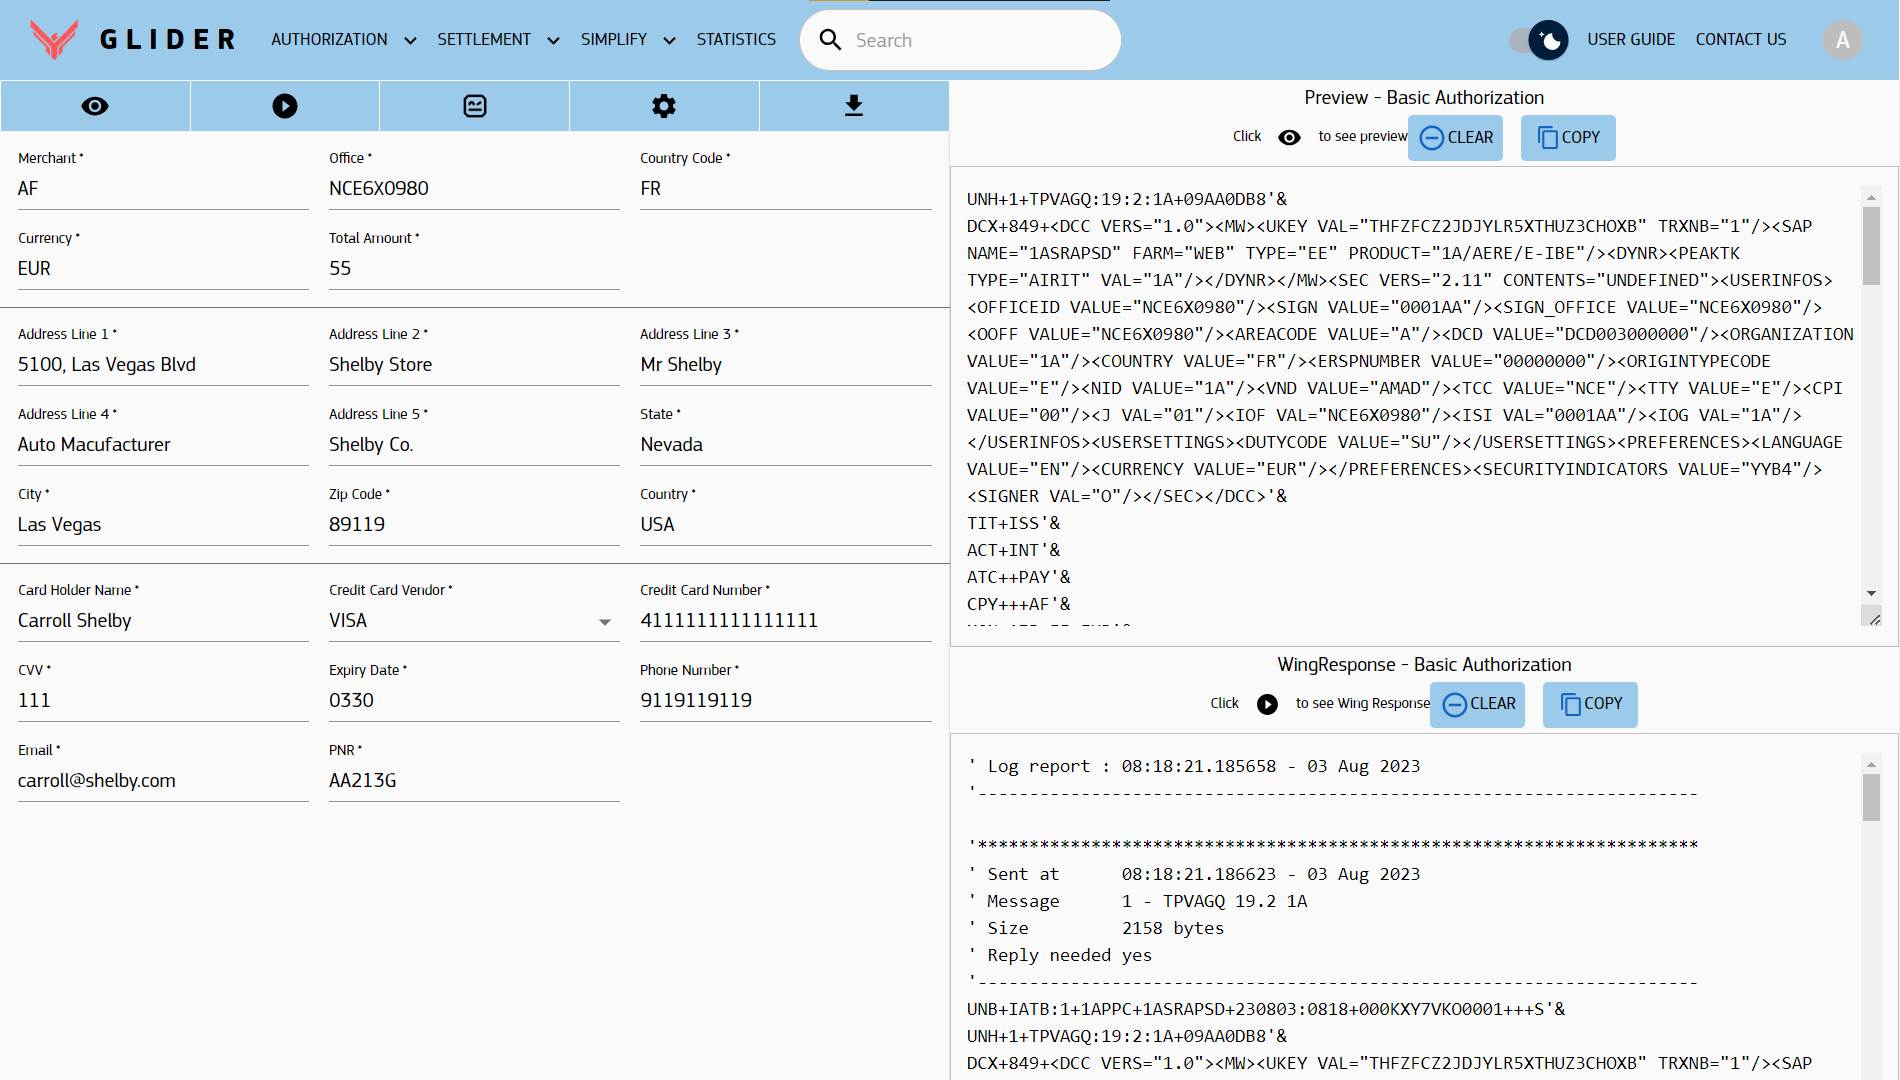 GLIDER AUTHORIZATION SETTLEMENT SIMPLIFY STATISTICS Search USER GUIDE CONTACT US A
Merchant * Office * Country Code *
AF NCE6X0980 FR
Currency * Total Amount *
EUR 55
Address Line 1 * Address Line 2 * Address Line 3 *
5100, Las Vegas Blvd Shelby Store Mr Shelby
Address Line 4 * Address Line 5 * State *
Auto Macufacturer Shelby Co. Nevada
City * Zip Code * Country *
Las Vegas 89119 USA
Card Holder Name * Credit Card Vendor * Credit Card Number *
Carroll Shelby VISA 4111111111111111
CVV * Expiry Date * Phone Number *
111 0330 9119119119
Email * PNR *
carroll@shelby.com AA213G
Preview - Basic Authorization
Click to see preview CLEAR COPY
UNH+1+TPVAGQ:19:2:1A+09AA0DB8'&
DCX+849+<DCC VERS="1.0"><MW><UKEY VAL="THFZFCZ2JDJYLR5XTHUZ3CHOXB" TRXNB="1"/><SAP
NAME="1ASRAPSD" FARM="WEB" TYPE="EE" PRODUCT="1A/AERE/E-IBE"/><DYNR><PEAKTK
TYPE="AIRIT" VAL="1A"/></DYNR></MW><SEC VERS="2.11" CONTENTS="UNDEFINED"><USERINFOS>
<OFFICEID VALUE="NCE6X0980"/><SIGN VALUE="0001AA"/><SIGN_OFFICE VALUE="NCE6X0980"/>
<OOFF VALUE="NCE6X0980"/><AREACODE VALUE="A"/><DCD VALUE="DCD003000000"/><ORGANIZATION
VALUE="1A"/><COUNTRY VALUE="FR"/><ERSPNUMBER VALUE="00000000"/><ORIGINTYPECODE
VALUE="E"/><NID VALUE="1A"/><VND VALUE="AMAD"/><TCC VALUE="NCE"/><TTY VALUE="E"/><CPI
VALUE="00"/><J VAL="01"/><IOF VAL="NCE6X0980"/><ISI VAL="0001AA"/><IOG VAL="1A"/>
</USERINFOS><USERSETTINGS><DUTYCODE VALUE="SU"/></USERSETTINGS><PREFERENCES><LANGUAGE
VALUE="EN"/><CURRENCY VALUE="EUR"/></PREFERENCES><SECURITYINDICATORS VALUE="YYB4"/>
<SIGNER VAL="O"/></SEC></DCC>'&
TIT+ISS'&
ACT+INT'&
ATC++PAY'&
CPY+++AF'&
WingResponse - Basic Authorization
Click to see Wing Response CLEAR COPY
' Log report : 08:18:21.185658 - 03 Aug 2023
'----------------------------------------------------------------------
'**********************************************************************
' Sent at 08:18:21.186623 - 03 Aug 2023
' Message 1 - TPVAGQ 19.2 1A
' Size 2158 bytes
' Reply needed yes
'----------------------------------------------------------------------
UNB+IATB:1+1APPC+1ASRAPSD+230803:0818+000KXY7VKO0001+++S'&
UNH+1+TPVAGQ:19:2:1A+09AA0DB8'&
DCX+849+<DCC VERS="1.0"><MW><UKEY VAL="THFZFCZ2JDJYLR5XTHUZ3CHOXB" TRXNB="1"/><SAP